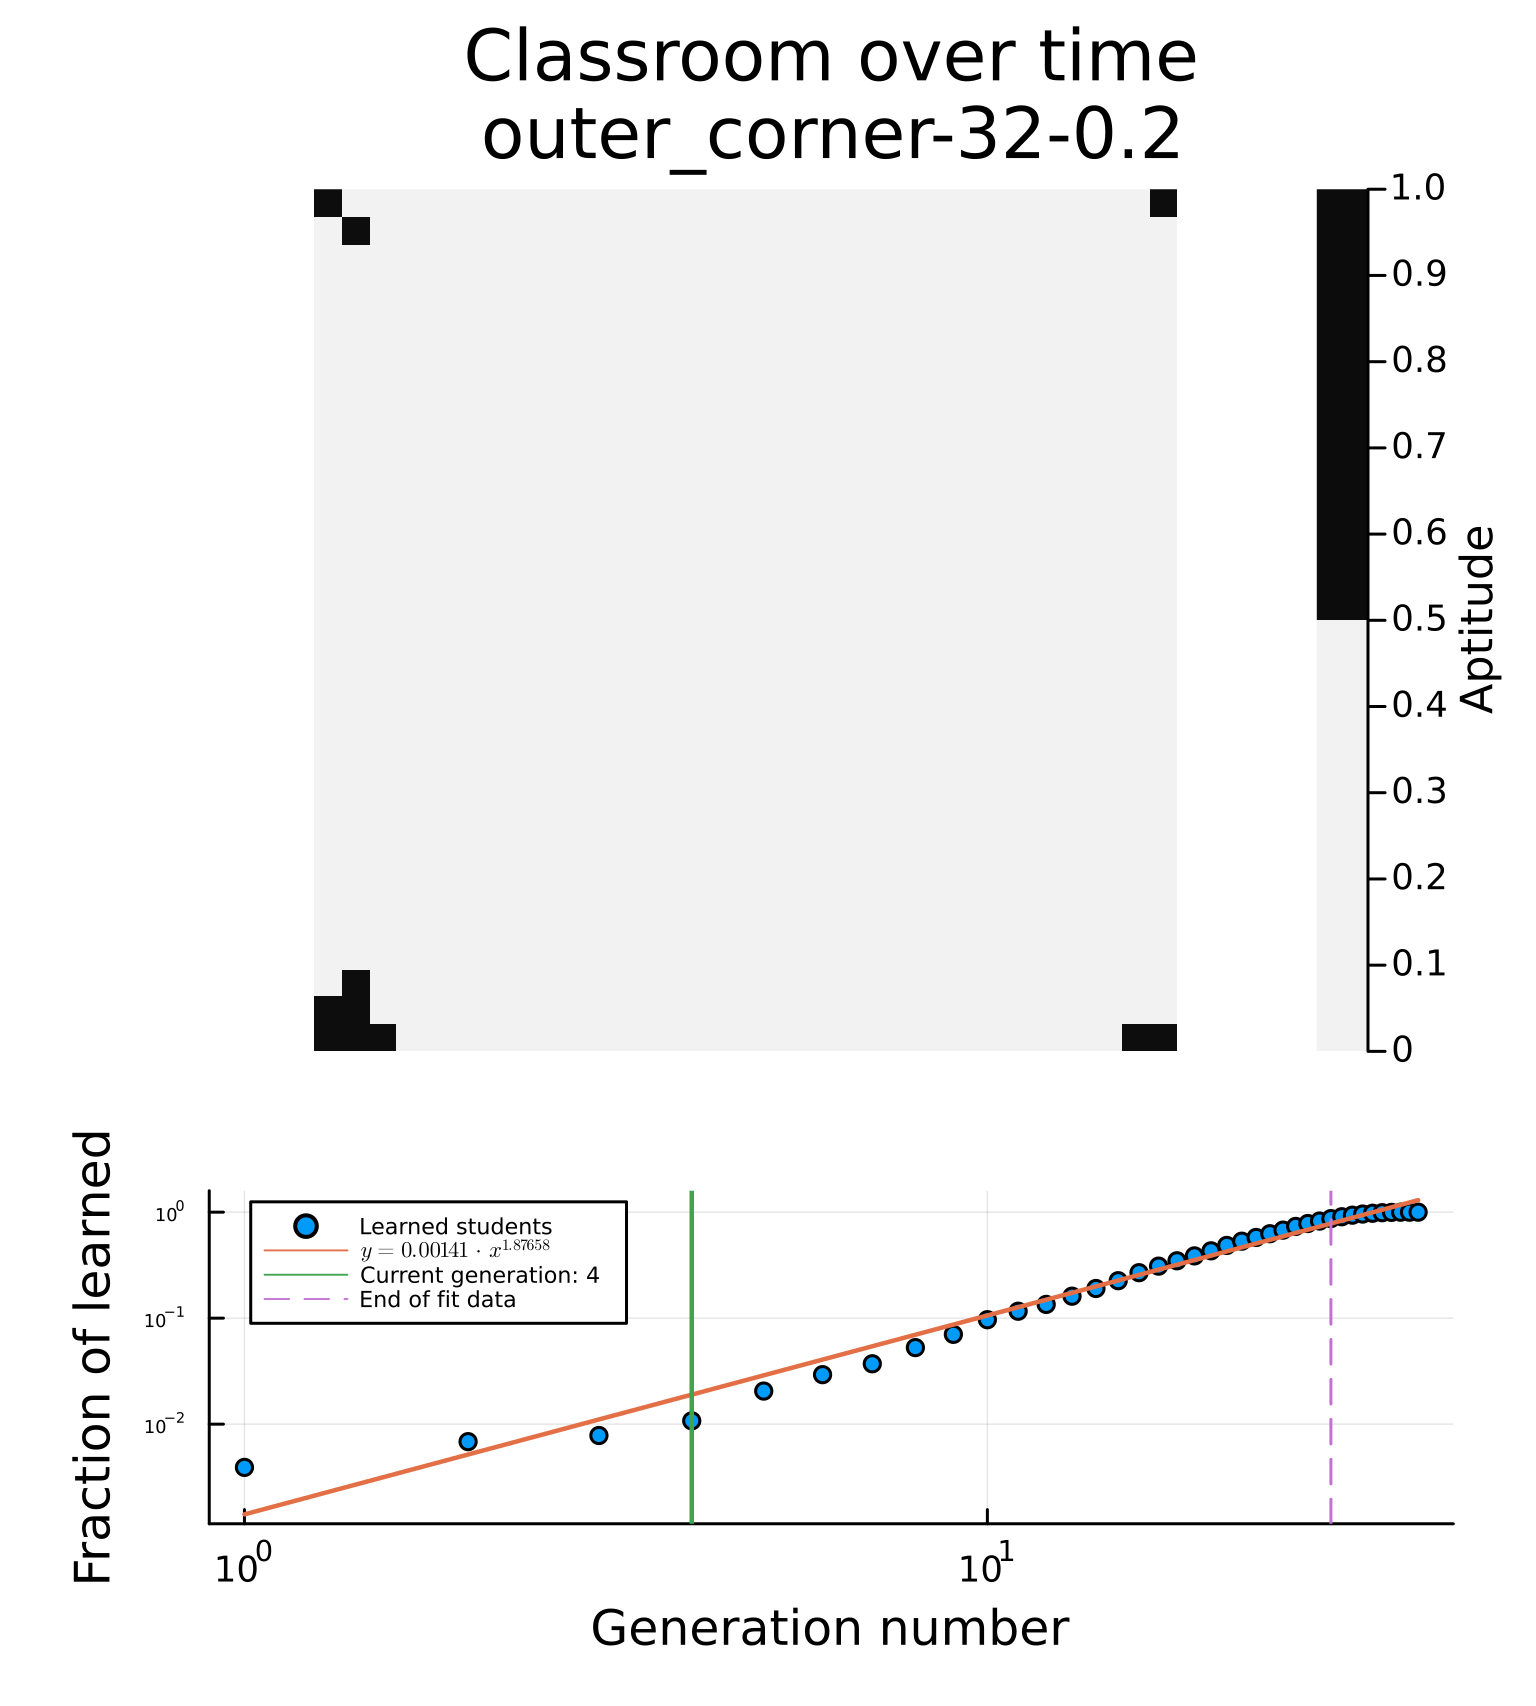 Classroom over time
outer_corner-32-0.2
1.0
0.9
0.8
0.7
0.6
0.5
0.4
0.3
0.2
0.1
0
Aptitude
Fraction of learned
10^0
10^-1
10^-2
Learned students
y = 0.00141 · x^1.87658
Current generation: 4
End of fit data
10^0
10^1
Generation number